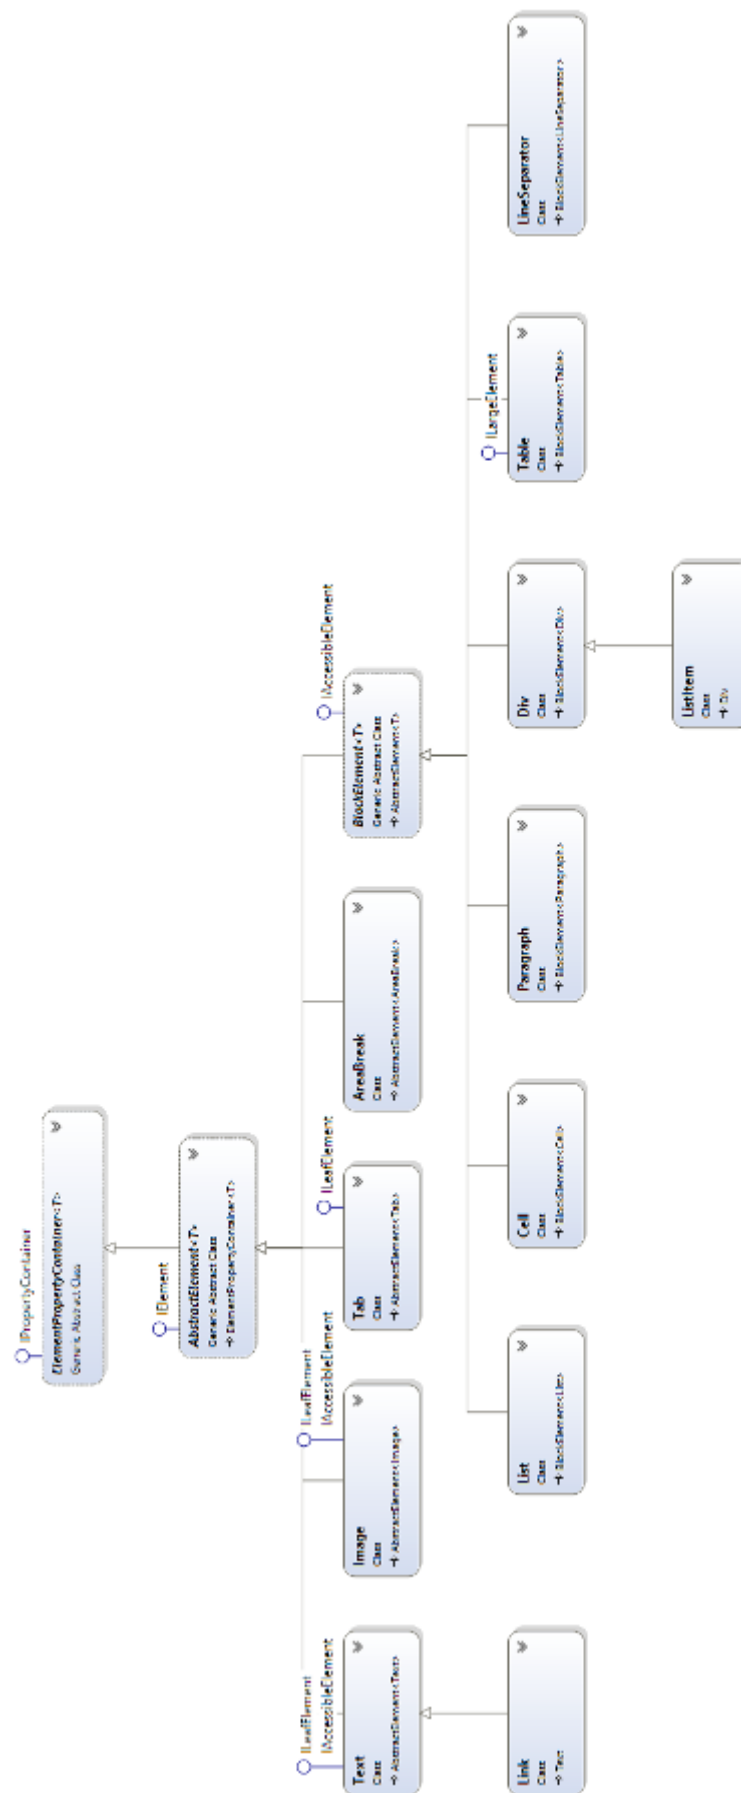 IPropertyContainer
ElementPropertyContainer<T>
Generic Abstract Class
IElement
AbstractElement<T>
Generic Abstract Class
ElementPropertyContainer<T>
ILeafElement
IAccessibleElement
Text
Class
AbstractElement<Text>
ILeafElement
IAccessibleElement
Image
Class
AbstractElement<Image>
ILeafElement
Tab
Class
AbstractElement<Tab>
AreaBreak
Class
AbstractElement<AreaBreak>
IAccessibleElement
BlockElement<T>
Generic Abstract Class
AbstractElement<T>
Link
Class
Text
List
Class
BlockElement<List>
Cell
Class
BlockElement<Cell>
Paragraph
Class
BlockElement<Paragraph>
Div
Class
BlockElement<Div>
ILargeElement
Table
Class
BlockElement<Table>
LineSeparator
Class
BlockElement<LineSeparator>
ListItem
Class
Div